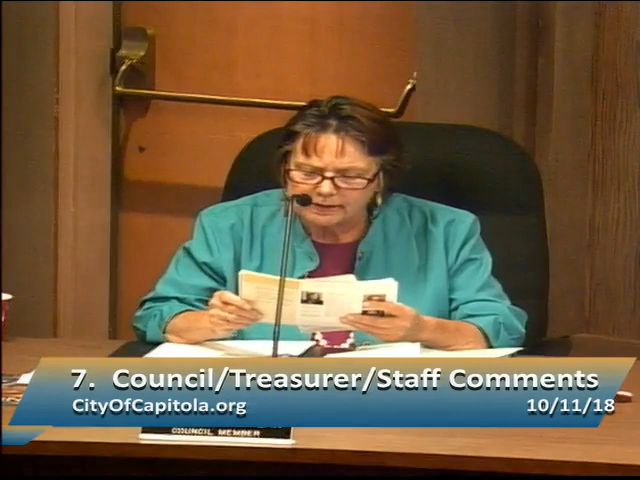 7. Council/Treasurer/Staff Comments
CityOfCapitola.org
10/11/18
COUNCIL MEMBER